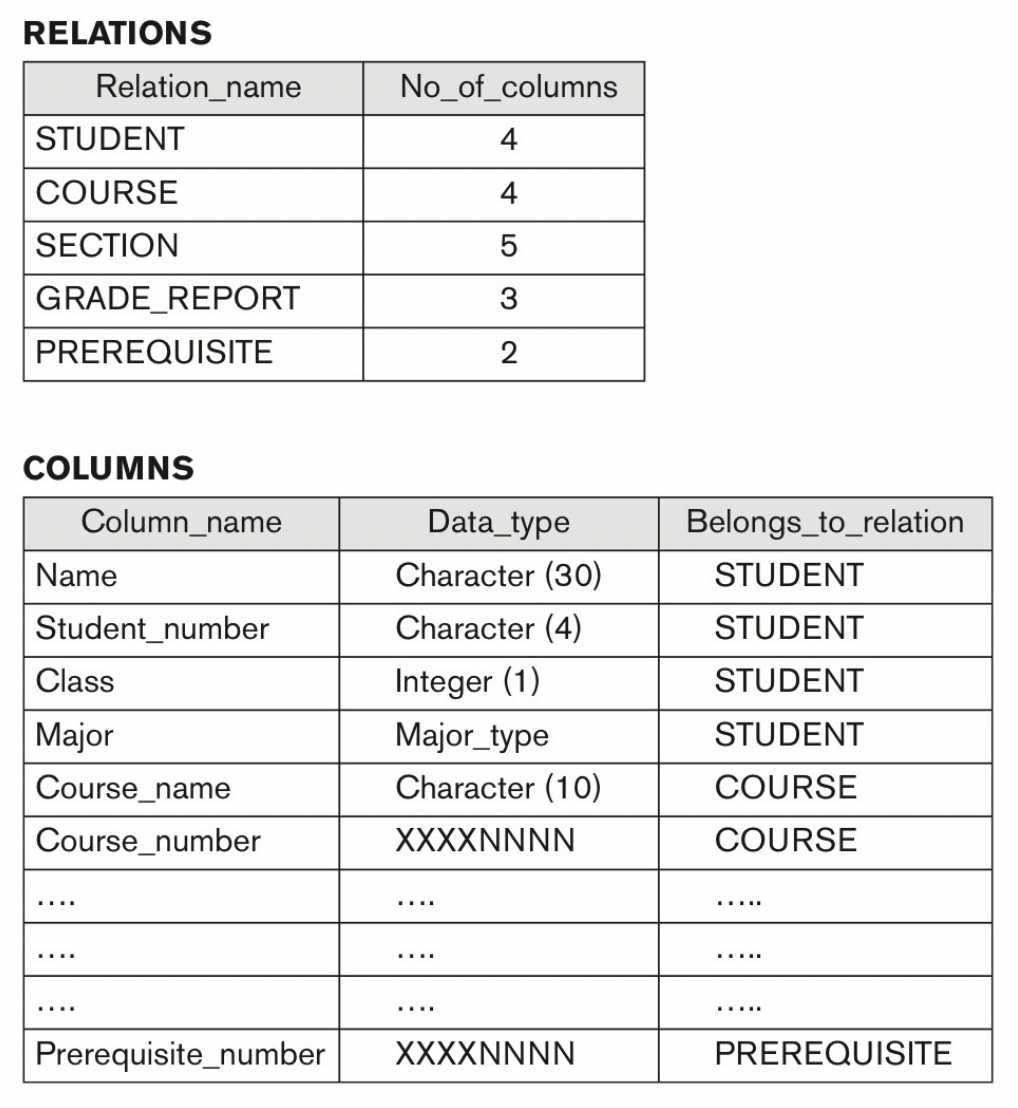 RELATIONS
Relation_name No_of_columns
STUDENT 4
COURSE 4
SECTION 5
GRADE_REPORT 3
PREREQUISITE 2
COLUMNS
Column_name Data_type Belongs_to_relation
Name Character (30) STUDENT
Student_number Character (4) STUDENT
Class Integer (1) STUDENT
Major Major_type STUDENT
Course_name Character (10) COURSE
Course_number XXXXNNNN COURSE
…. …. …..
…. …. …..
…. …. …..
Prerequisite_number XXXXNNNN PREREQUISITE